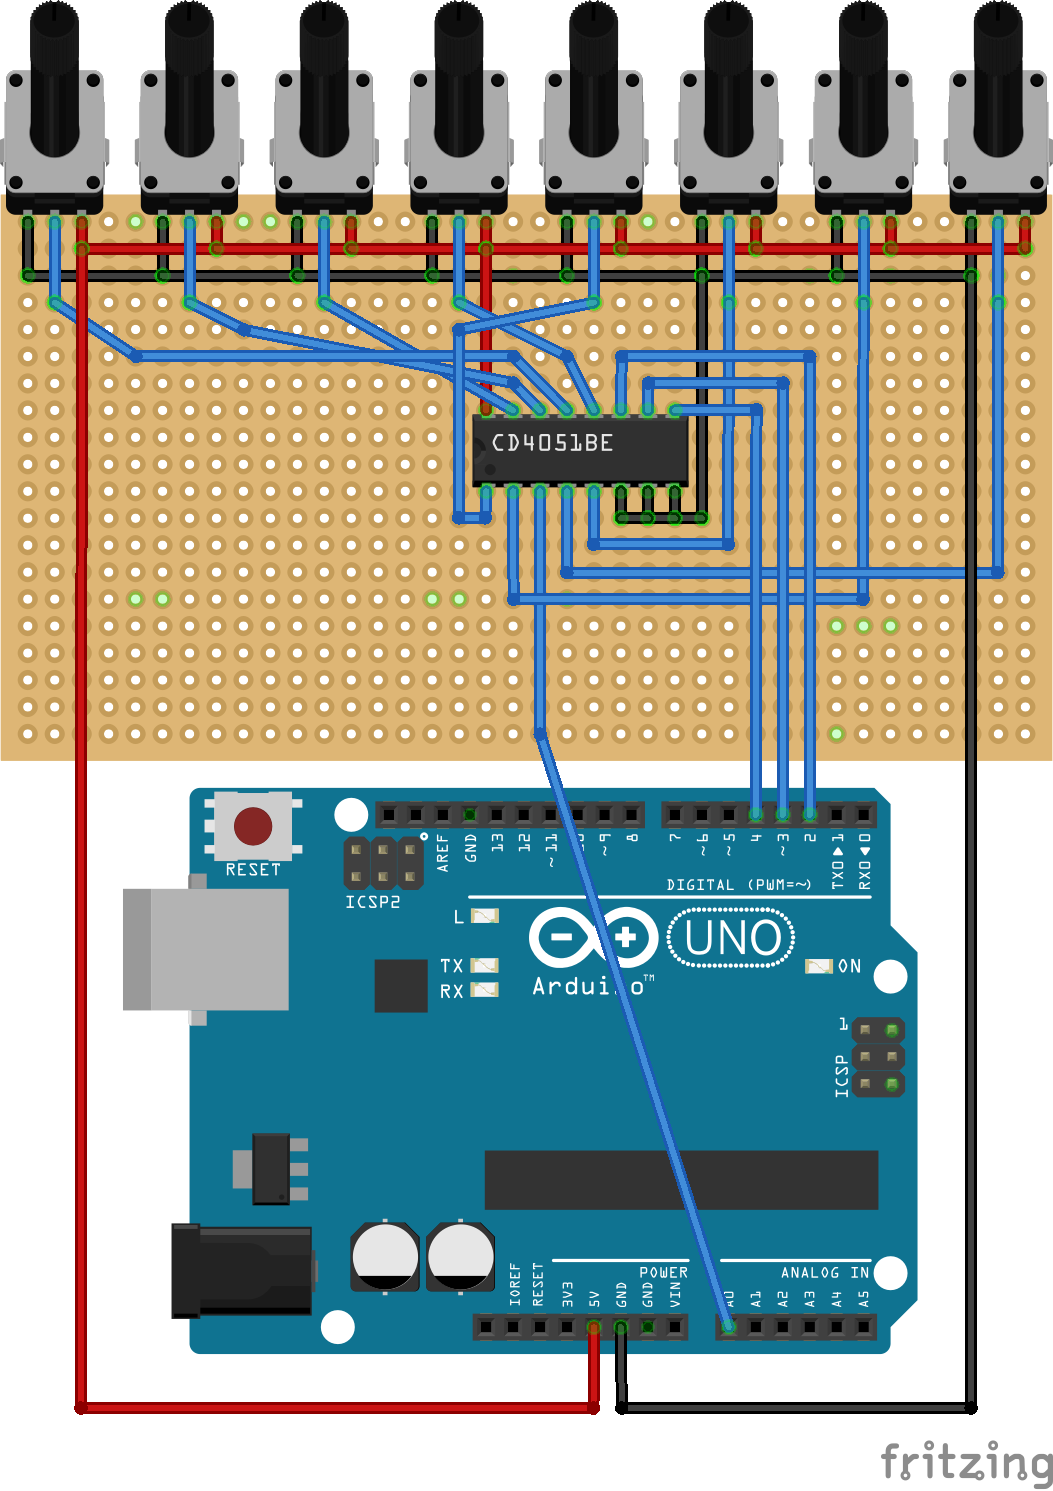 CD4051BE
RESET
ICSP2
AREF
GND
13
12
~11
~9
8
7
~6
~5
4
~3
2
TX0 ▶ 1
RX0 ◀ 0
DIGITAL (PWM=~)
L
TX
RX
UNO
ON
Arduino™
1
ICSP
POWER
ANALOG IN
IOREF
RESET
3V3
5V
GND
GND
VIN
A0
A1
A2
A3
A4
A5
fritzing